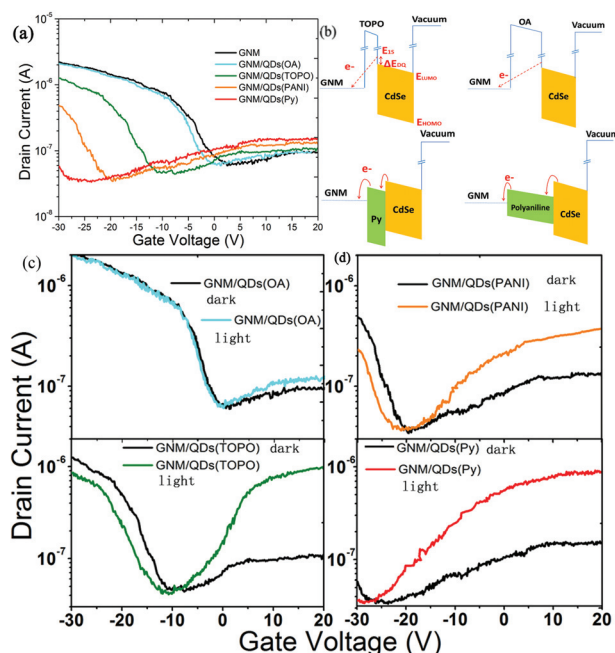 (a)
GNM
GNM/QDs(OA)
GNM/QDs(TOPO)
GNM/QDs(PANI)
GNM/QDs(Py)
Drain Current (A)
10⁻⁵
10⁻⁶
10⁻⁷
10⁻⁸
-30 -25 -20 -15 -10 -5 0 5 10 15 20
Gate Voltage (V)
(b)
TOPO
Vacuum
E1S
ΔEDQ
e-
GNM
ELUMO
CdSe
EHOMO
OA
Vacuum
e-
GNM
CdSe
Vacuum
e-
GNM
Py
CdSe
Vacuum
e-
GNM
Polyaniline
CdSe
(c)
GNM/QDs(OA)
dark
GNM/QDs(OA)
light
10⁻⁶
10⁻⁷
GNM/QDs(TOPO) dark
GNM/QDs(TOPO)
light
10⁻⁶
10⁻⁷
-30 -20 -10 0 10 20
(d)
GNM/QDs(PANI)
dark
GNM/QDs(PANI)
light
10⁻⁶
10⁻⁷
GNM/QDs(Py) dark
GNM/QDs(Py)
light
10⁻⁶
10⁻⁷
-30 -20 -10 0 10 20
Drain Current (A)
Gate Voltage (V)